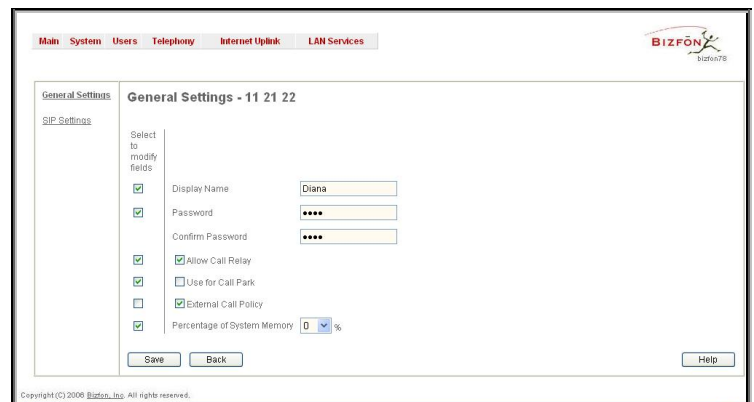 Main System Users Telephony Internet Uplink LAN Services
BIZFŌN
bizfon78
General Settings
SIP Settings
General Settings - 11 21 22
Select
to
modify
fields
Display Name Diana
Password ••••
Confirm Password ••••
Allow Call Relay
Use for Call Park
External Call Policy
Percentage of System Memory 0 %
Save Back Help
Copyright (C) 2006 Bizfon, Inc. All rights reserved.